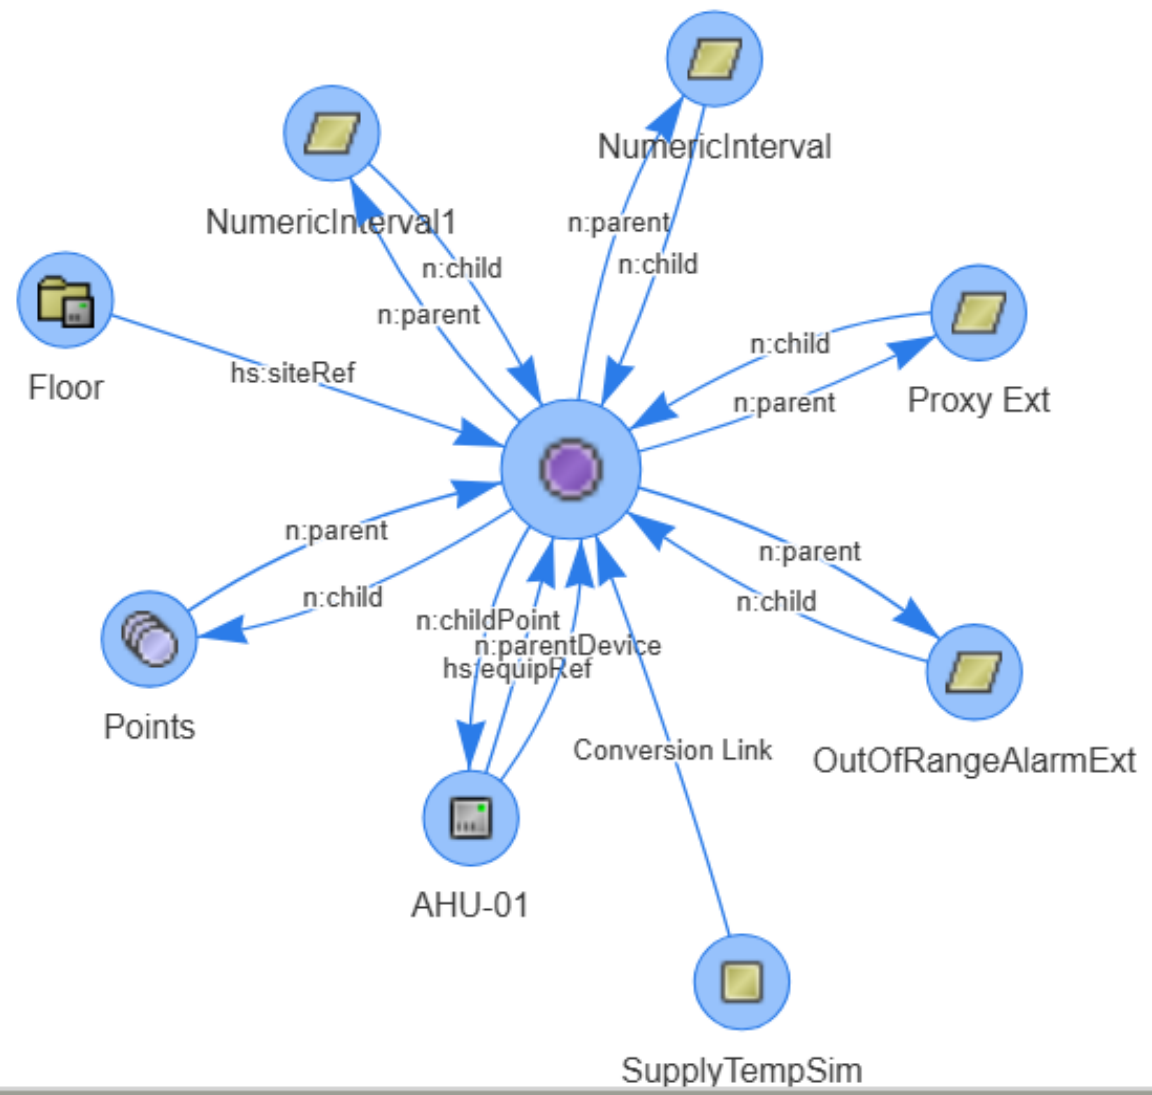 NumericInterval
NumericInterval1
n:parent
n:child
n:child
n:parent
n:child
hs:siteRef
Floor
Proxy Ext
n:parent
n:parent
n:parent
n:child
n:child
n:childPoint
n:parentDevice
hs:equipRef
Points
Conversion Link
OutOfRangeAlarmExt
AHU-01
SupplyTempSim